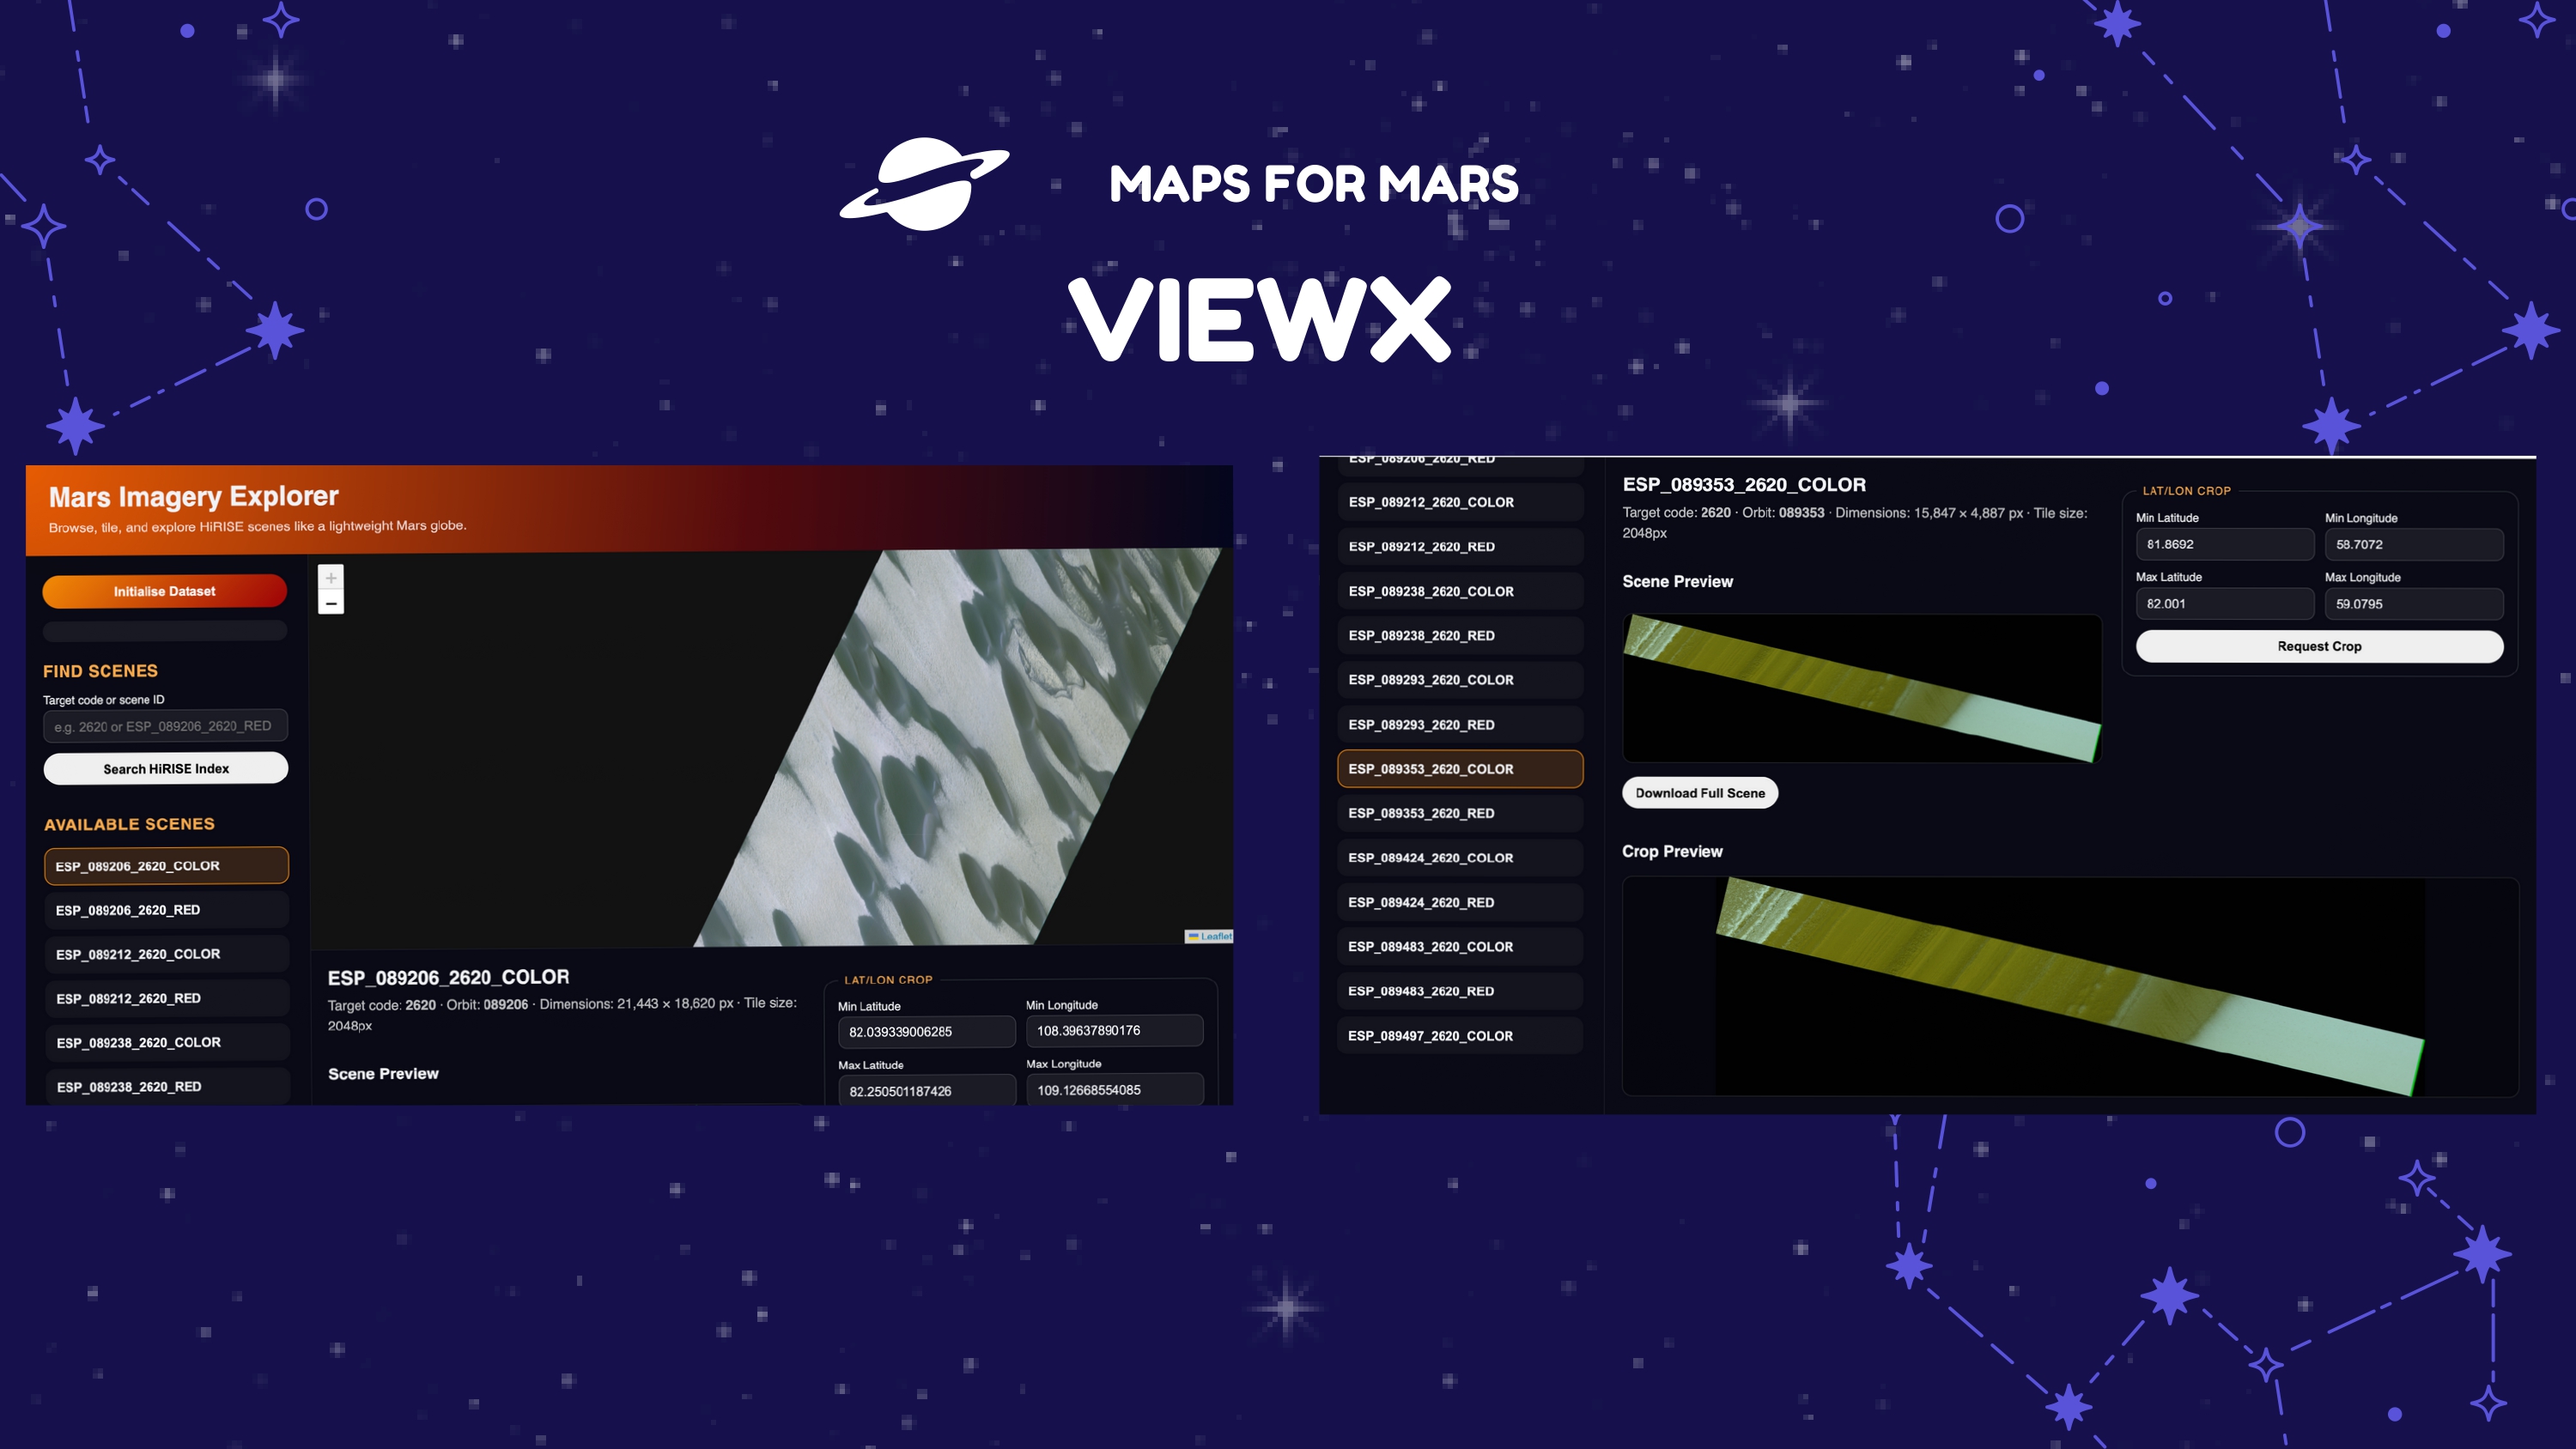 MAPS FOR MARS
VIEWX
Mars Imagery Explorer
Browse, tile, and explore HiRISE scenes like a lightweight Mars globe.
Initialise Dataset
FIND SCENES
Target code or scene ID
e.g. 2620 or ESP_089206_2620_RED
Search HiRISE Index
AVAILABLE SCENES
ESP_089206_2620_COLOR
ESP_089206_2620_RED
ESP_089212_2620_COLOR
ESP_089212_2620_RED
ESP_089238_2620_COLOR
ESP_089238_2620_RED
+
−
Leaflet
ESP_089206_2620_COLOR
Target code: 2620 · Orbit: 089206 · Dimensions: 21,443 × 18,620 px · Tile size:
2048px
Scene Preview
LAT/LON CROP
Min Latitude
Min Longitude
82.039339006285
108.39637890176
Max Latitude
Max Longitude
82.250501187426
109.12668554085
ESP_089206_2620_RED
ESP_089212_2620_COLOR
ESP_089212_2620_RED
ESP_089238_2620_COLOR
ESP_089238_2620_RED
ESP_089293_2620_COLOR
ESP_089293_2620_RED
ESP_089353_2620_COLOR
ESP_089353_2620_RED
ESP_089424_2620_COLOR
ESP_089424_2620_RED
ESP_089483_2620_COLOR
ESP_089483_2620_RED
ESP_089497_2620_COLOR
ESP_089353_2620_COLOR
Target code: 2620 · Orbit: 089353 · Dimensions: 15,847 × 4,887 px · Tile size:
2048px
Scene Preview
Download Full Scene
Crop Preview
LAT/LON CROP
Min Latitude
Min Longitude
81.8692
58.7072
Max Latitude
Max Longitude
82.001
59.0795
Request Crop